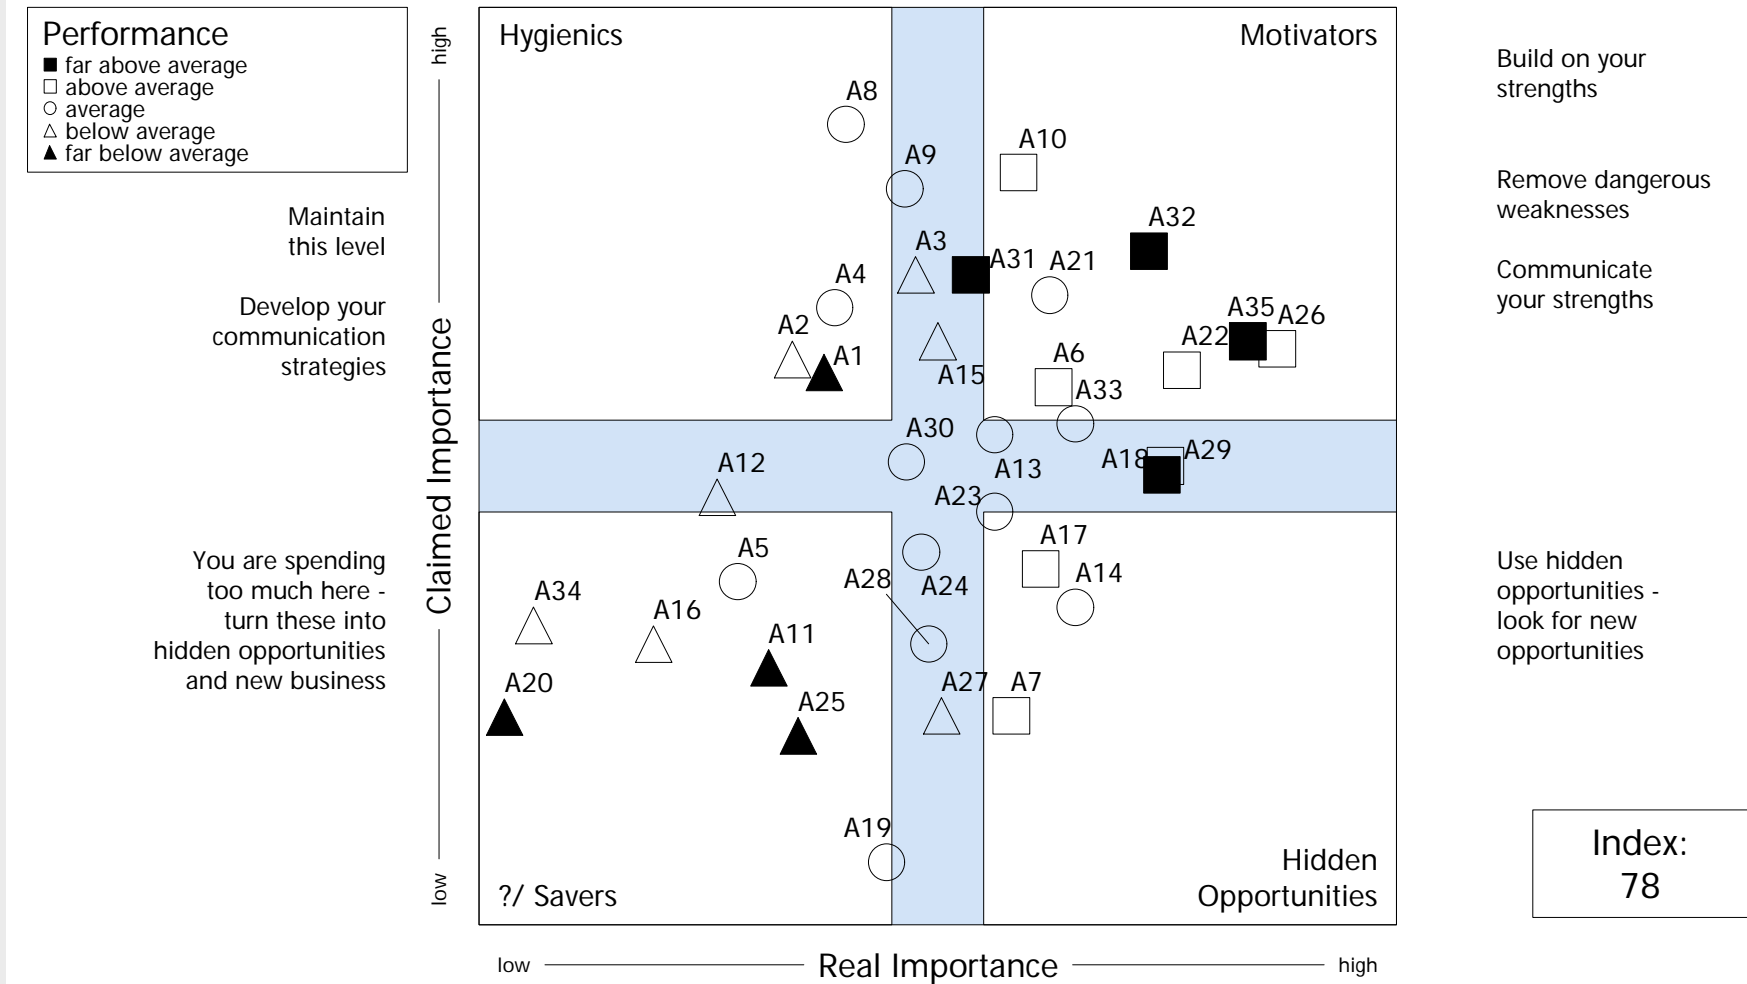 Performance
far above average
above average
average
below average
far below average
Maintain
this level
Develop your
communication
strategies
You are spending
too much here -
turn these into
hidden opportunities
and new business
high
Claimed Importance
low
Hygienics
Motivators
A8
A10
A9
A32
A3
A31
A21
A4
A35
A26
A2
A1
A22
A6
A15
A33
A30
A29
A18
A12
A13
A23
A17
A5
A14
A28
A24
A34
A16
A11
A20
A27
A7
A25
A19
?/ Savers
Hidden
Opportunities
low
Real Importance
high
Build on your
strengths
Remove dangerous
weaknesses
Communicate
your strengths
Use hidden
opportunities -
look for new
opportunities
Index:
78